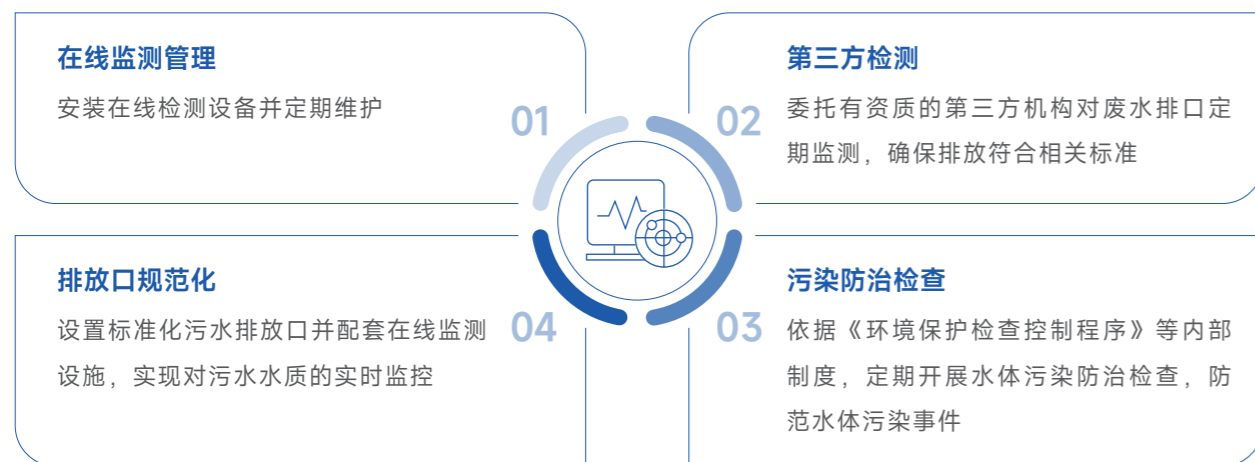 在线监测管理
安装在线检测设备并定期维护
01
第三方检测
委托有资质的第三方机构对废水排口定
期监测，确保排放符合相关标准
02
污染防治检查
依据《环境保护检查控制程序》等内部
制度，定期开展水体污染防治检查，防
范水体污染事件
03
排放口规范化
设置标准化污水排放口并配套在线监测
设施，实现对污水水质的实时监控
04